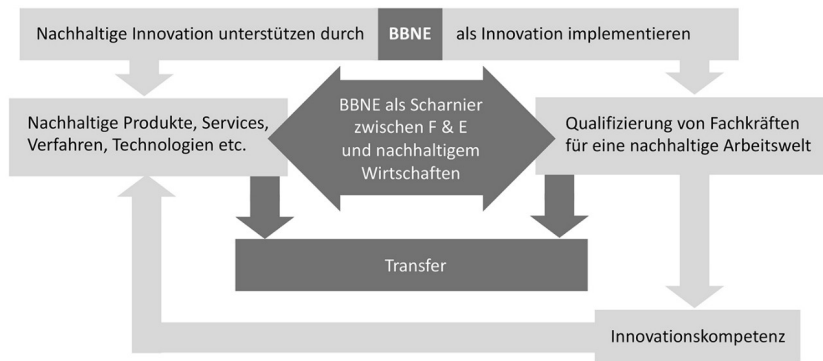 Nachhaltige Innovation unterstützen durch BBNE als Innovation implementieren
Nachhaltige Produkte, Services,
Verfahren, Technologien etc.
BBNE als Scharnier
zwischen F & E
und nachhaltigem
Wirtschaften
Qualifizierung von Fachkräften
für eine nachhaltige Arbeitswelt
Transfer
Innovationskompetenz